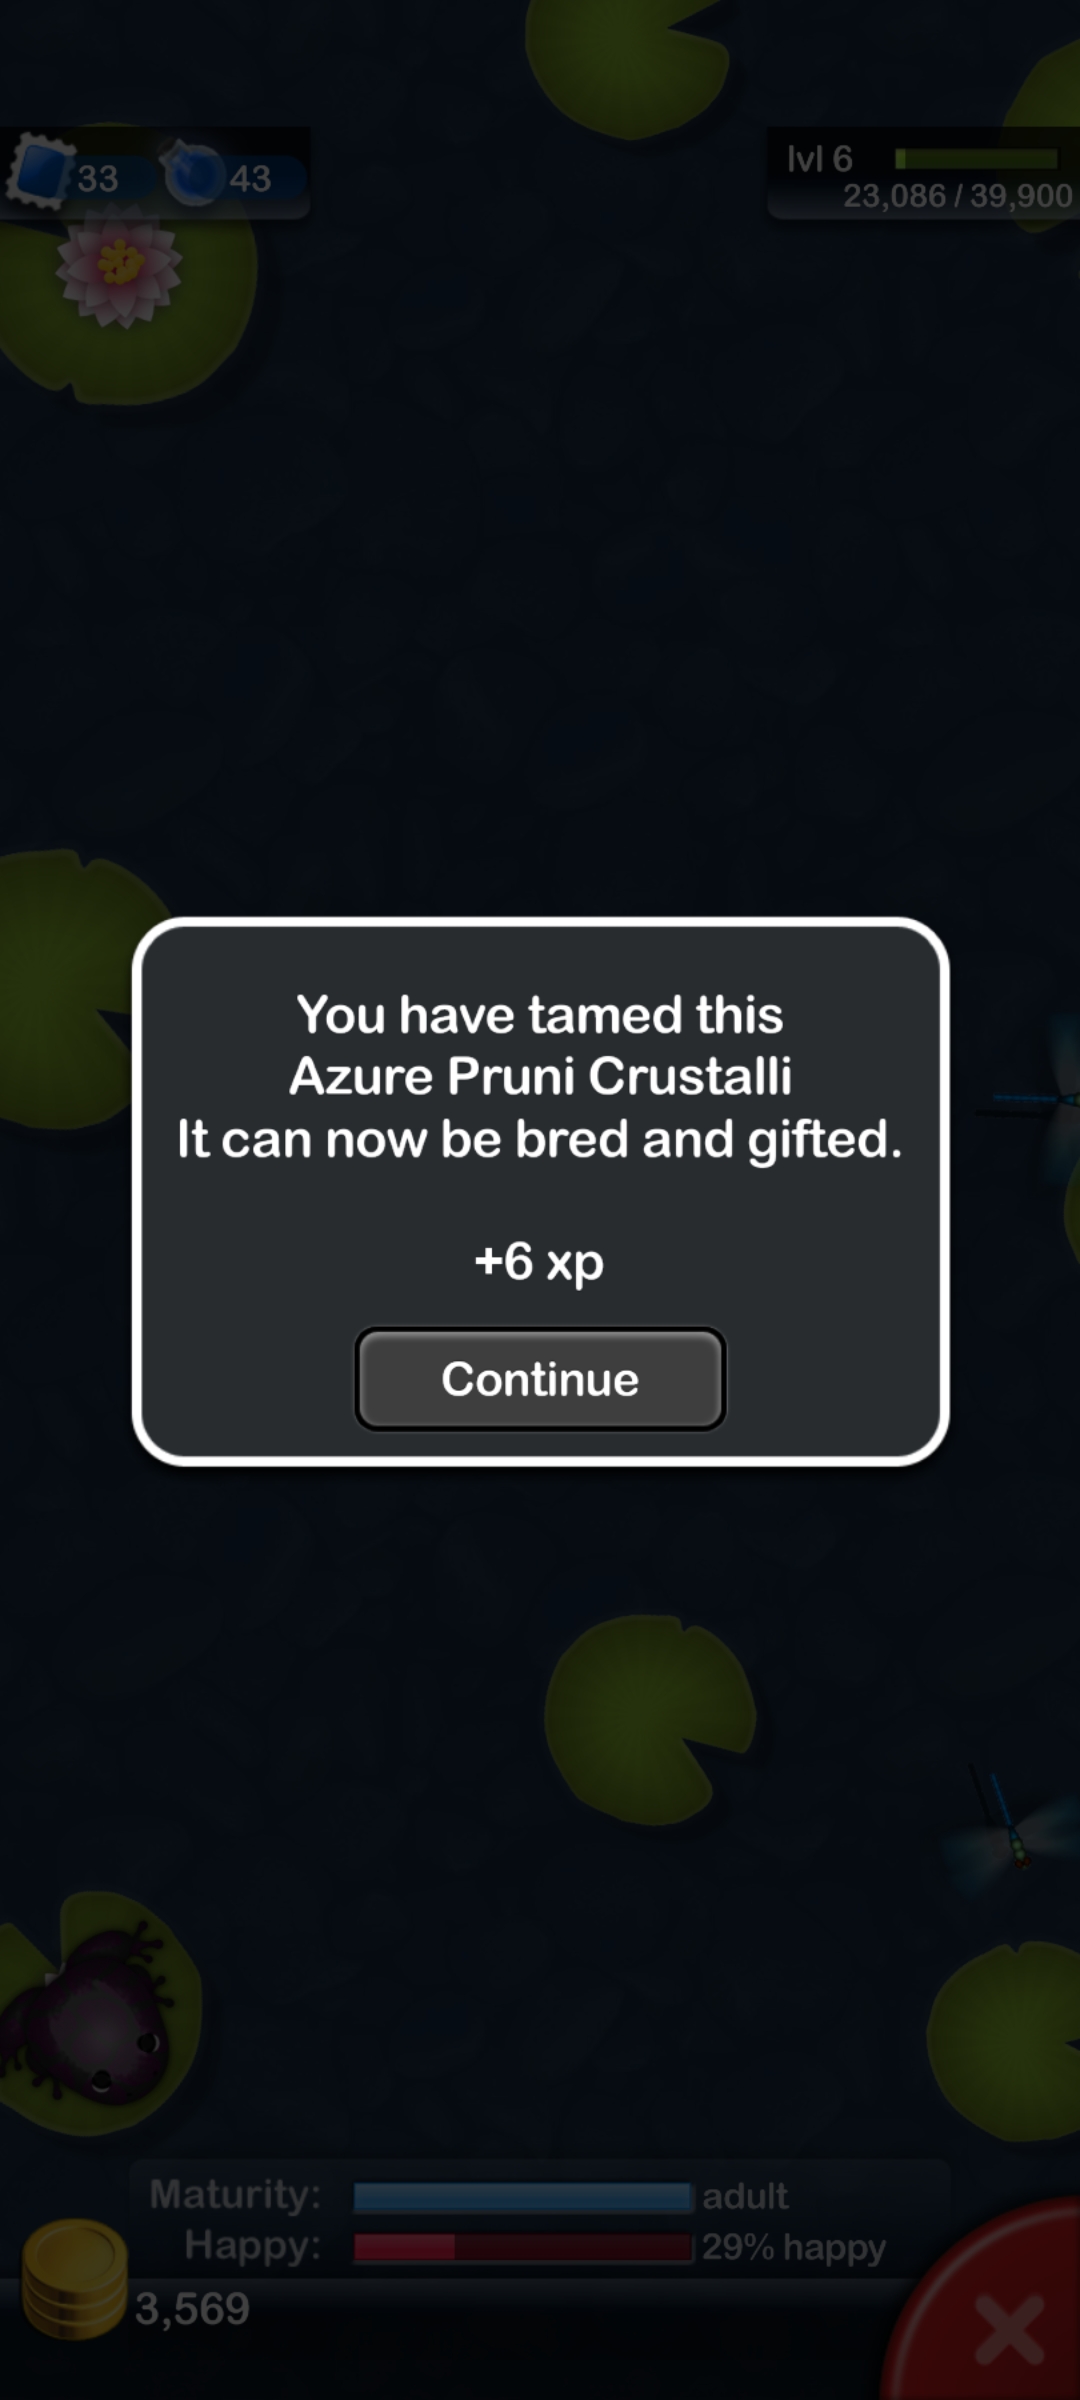 33
43
lvl 6
23,086 / 39,900
You have tamed this
Azure Pruni Crustalli
It can now be bred and gifted.
+6 xp
Continue
Maturity: adult
Happy: 29% happy
3,569